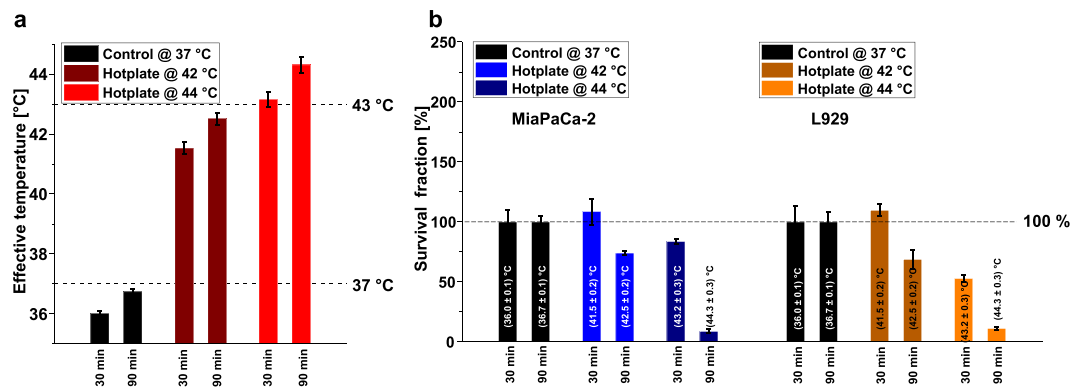 a
Effective temperature [°C]
44
42
40
38
36
Control @ 37 °C
Hotplate @ 42 °C
Hotplate @ 44 °C
43 °C
37 °C
30 min
90 min
30 min
90 min
30 min
90 min
b
Survival fraction [%]
250
200
150
100
50
0
Control @ 37 °C
Hotplate @ 42 °C
Hotplate @ 44 °C
MiaPaCa-2
Control @ 37 °C
Hotplate @ 42 °C
Hotplate @ 44 °C
L929
100 %
(36.0 ± 0.1) °C
(36.7 ± 0.1) °C
(41.5 ± 0.2) °C
(42.5 ± 0.2) °C
(43.2 ± 0.3) °C
(44.3 ± 0.3) °C
(36.0 ± 0.1) °C
(36.7 ± 0.1) °C
(41.5 ± 0.2) °C
(42.5 ± 0.2) °C
(43.2 ± 0.3) °C
(44.3 ± 0.3) °C
30 min
90 min
30 min
90 min
30 min
90 min
30 min
90 min
30 min
90 min
30 min
90 min